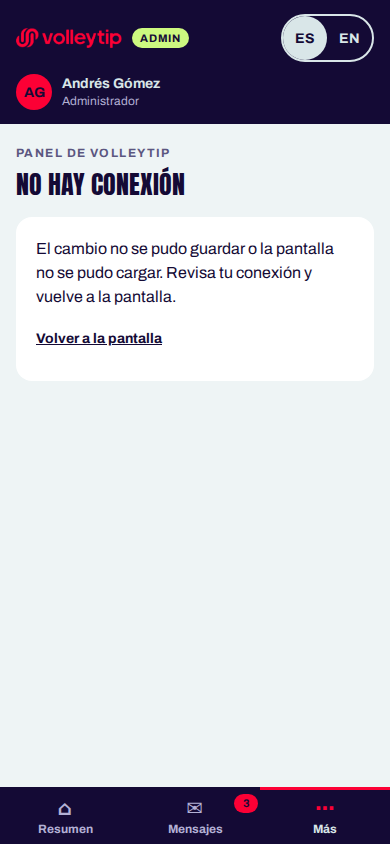 volleytip ADMIN ES EN
AG Andrés Gómez
Administrador
PANEL DE VOLLEYTIP
NO HAY CONEXIÓN
El cambio no se pudo guardar o la pantalla
no se pudo cargar. Revisa tu conexión y
vuelve a la pantalla.
Volver a la pantalla
3
Resumen Mensajes Más